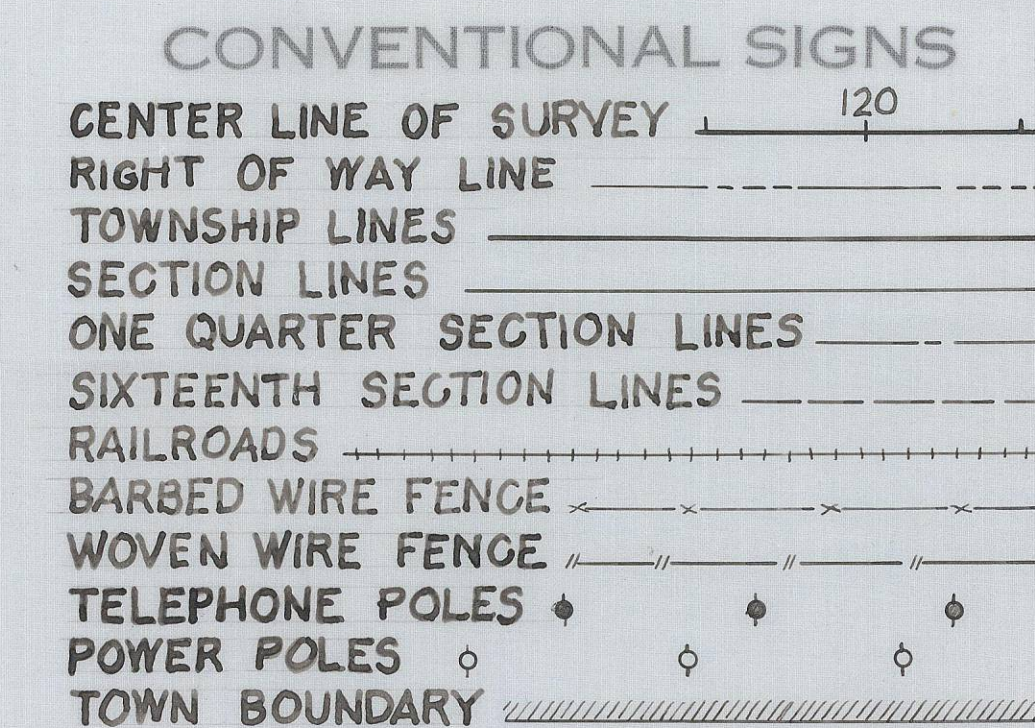 CONVENTIONAL SIGNS
CENTER LINE OF SURVEY 120
RIGHT OF WAY LINE
TOWNSHIP LINES
SECTION LINES
ONE QUARTER SECTION LINES
SIXTEENTH SECTION LINES
RAILROADS
BARBED WIRE FENCE
WOVEN WIRE FENCE
TELEPHONE POLES
POWER POLES
TOWN BOUNDARY